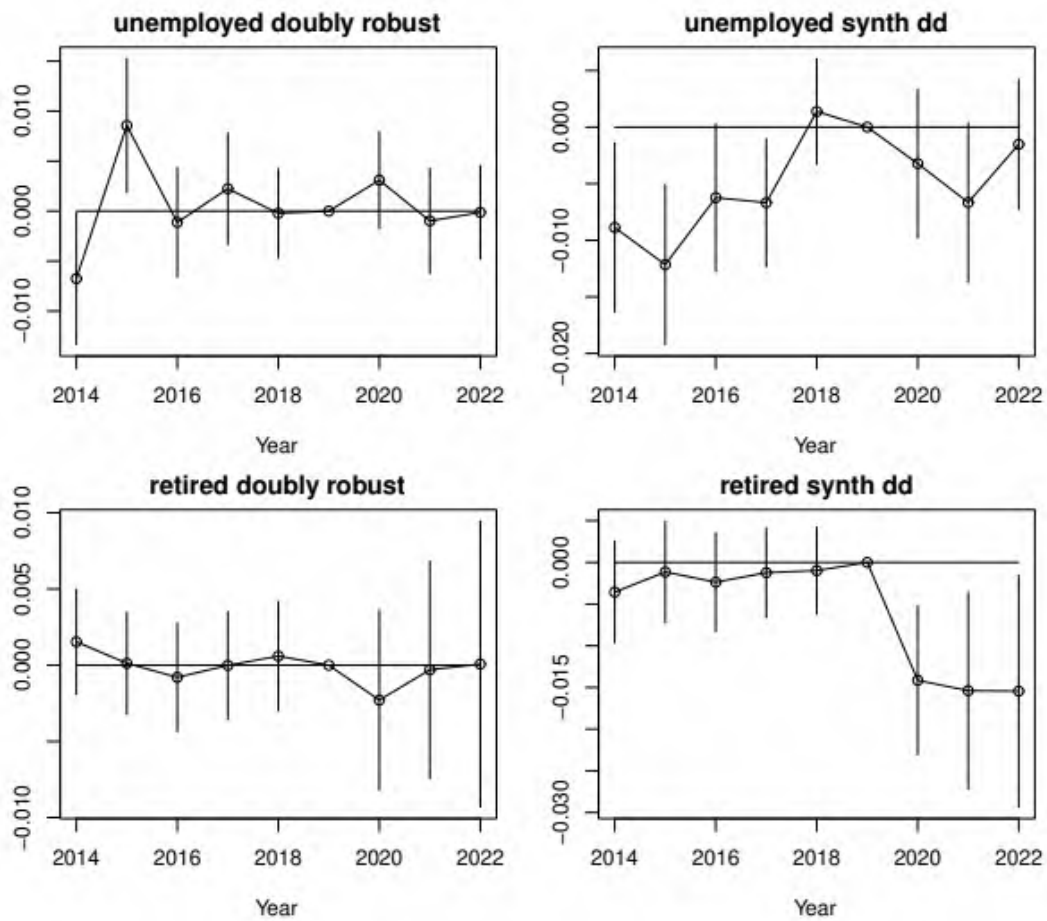 unemployed doubly robust
0.010
0.000
−0.010
2014 2016 2018 2020 2022
Year
unemployed synth dd
0.000
−0.010
−0.020
2014 2016 2018 2020 2022
Year
retired doubly robust
0.010
0.005
0.000
−0.010
2014 2016 2018 2020 2022
Year
retired synth dd
0.000
−0.015
−0.030
2014 2016 2018 2020 2022
Year